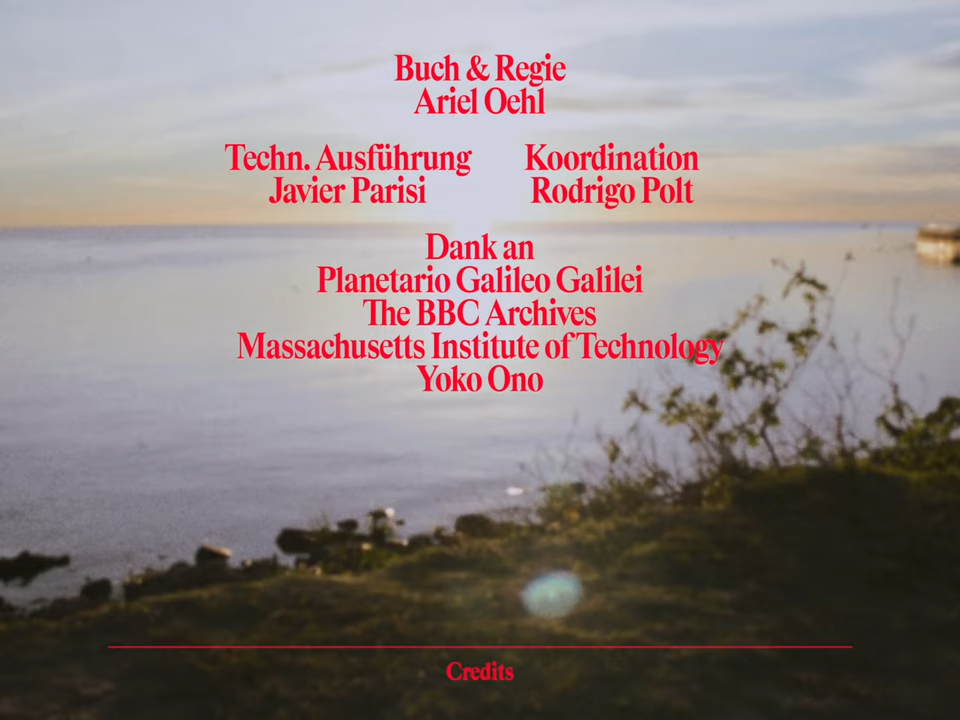 Buch & Regie
Ariel Oehl
Techn. Ausführung
Javier Parisi
Koordination
Rodrigo Polt
Dank an
Planetario Galileo Galilei
The BBC Archives
Massachusetts Institute of Technology
Yoko Ono
Credits